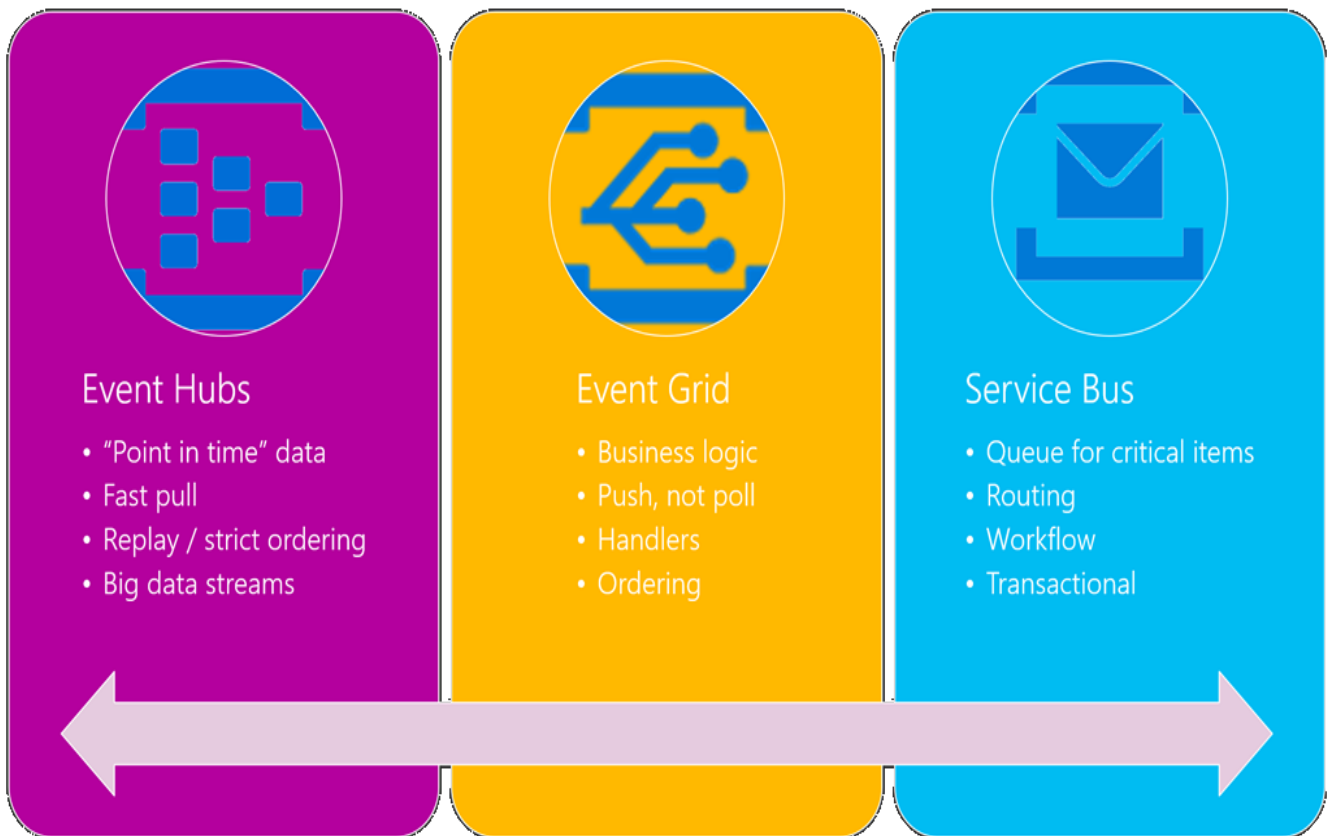 Event Hubs
• “Point in time” data
• Fast pull
• Replay / strict ordering
• Big data streams
Event Grid
• Business logic
• Push, not poll
• Handlers
• Ordering
Service Bus
• Queue for critical items
• Routing
• Workflow
• Transactional